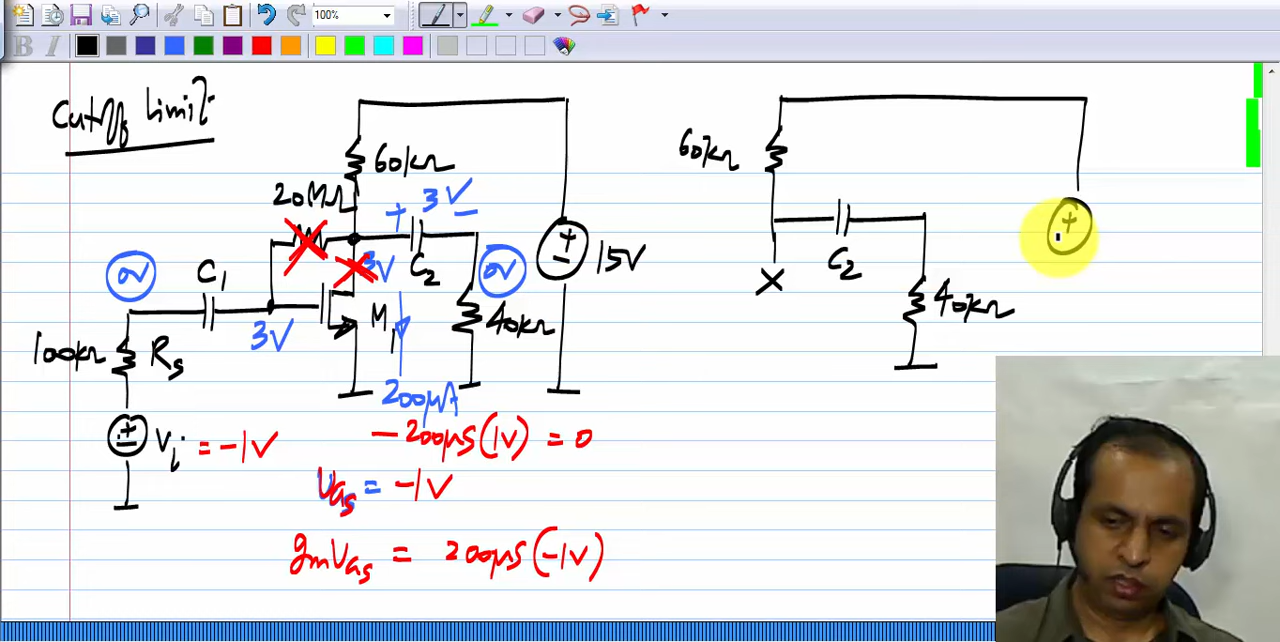 100%
B I
Cutoff Limit
60kΩ
20MΩ
3V
+ −
0V
C1
3V
C2
0V
+
−
15V
3V
M1
40kΩ
100kΩ
Rs
200μA
+
−
Vi = -1V
-200μS(1V) = 0
vgs = -1V
gmvgs = 200μS(-1V)
60kΩ
C2
X
40kΩ
+